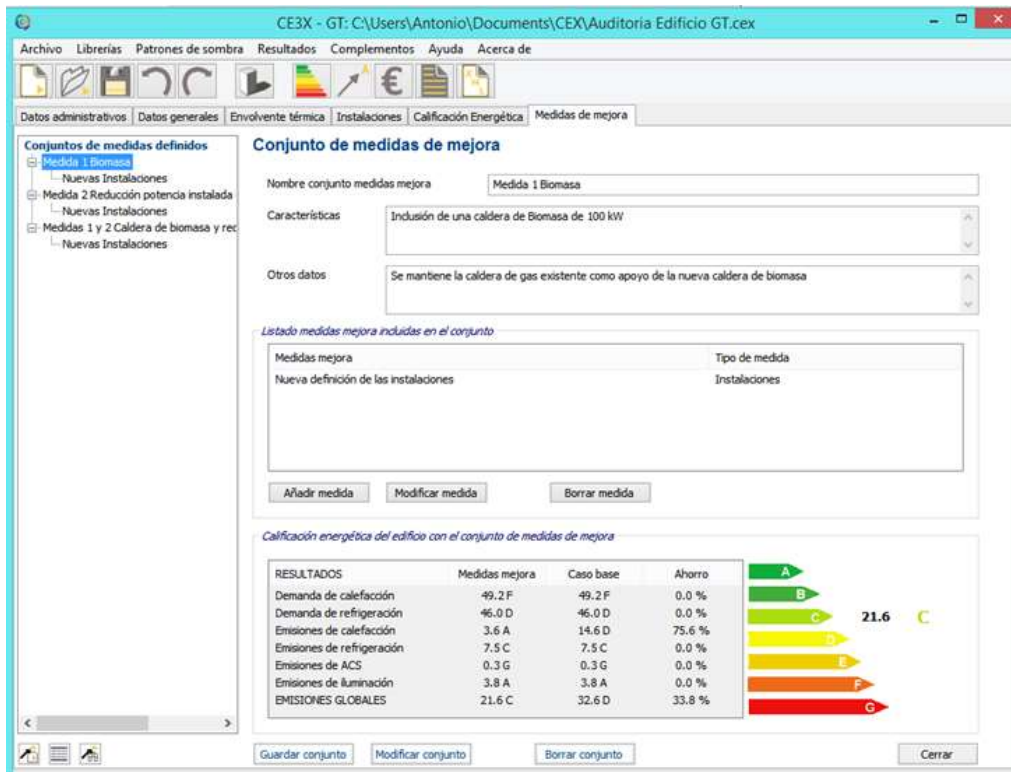 CE3X - GT: C:\Users\Antonio\Documents\CEX\Auditoria Edificio GT.cex
Archivo Librerías Patrones de sombra Resultados Complementos Ayuda Acerca de
Datos administrativos Datos generales Envolvente térmica Instalaciones Calificación Energética Medidas de mejora
Conjuntos de medidas definidos
Medida 1 Biomasa
Nuevas Instalaciones
Medida 2 Reducción potencia instalada
Nuevas Instalaciones
Medidas 1 y 2 Caldera de biomasa y rec
Nuevas Instalaciones
Conjunto de medidas de mejora
Nombre conjunto medidas mejora Medida 1 Biomasa
Características Inclusión de una caldera de Biomasa de 100 kW
Otros datos Se mantiene la caldera de gas existente como apoyo de la nueva caldera de biomasa
Listado medidas mejora incluidas en el conjunto
Medidas mejora Tipo de medida
Nueva definición de las instalaciones Instalaciones
Añadir medida Modificar medida Borrar medida
Calificación energética del edificio con el conjunto de medidas de mejora
RESULTADOS Medidas mejora Caso base Ahorro
Demanda de calefacción 49.2 F 49.2 F 0.0 %
Demanda de refrigeración 46.0 D 46.0 D 0.0 %
Emisiones de calefacción 3.6 A 14.6 D 75.6 %
Emisiones de refrigeración 7.5 C 7.5 C 0.0 %
Emisiones de ACS 0.3 G 0.3 G 0.0 %
Emisiones de iluminación 3.8 A 3.8 A 0.0 %
EMISIONES GLOBALES 21.6 C 32.6 D 33.8 %
A
B
C 21.6 C
D
E
F
G
Guardar conjunto Modificar conjunto Borrar conjunto Cerrar